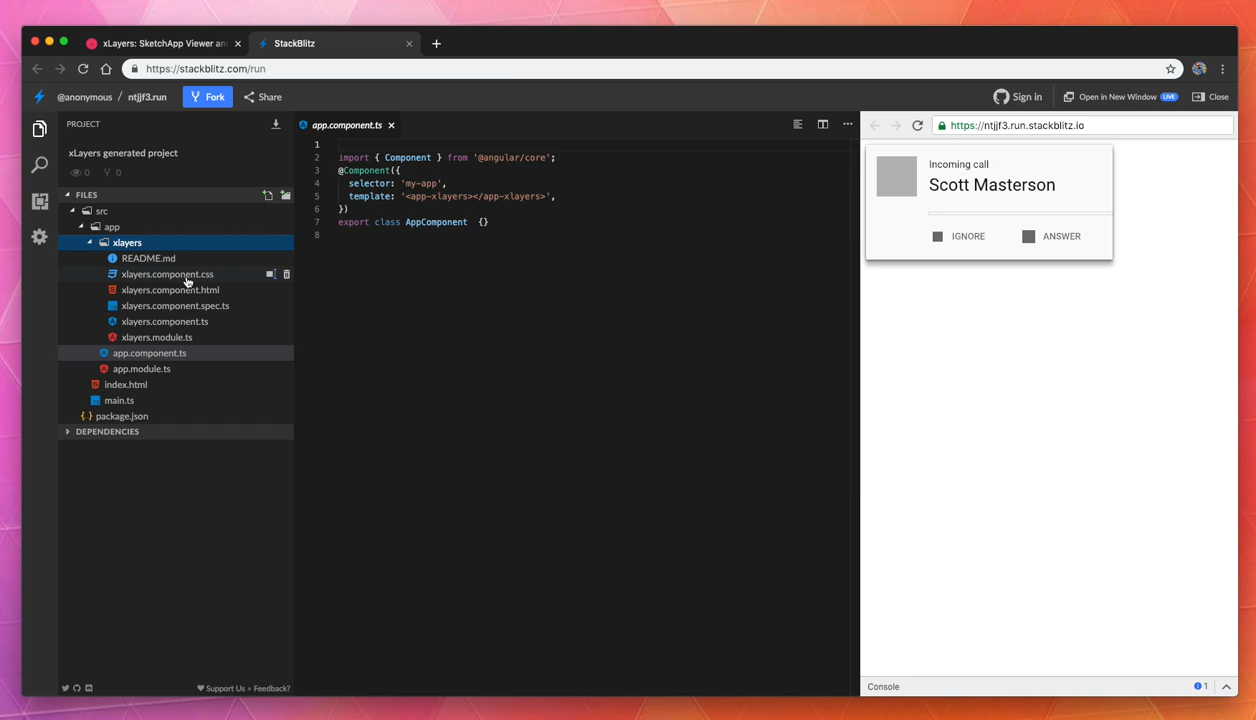 xLayers: SketchApp Viewer an
StackBlitz
https://stackblitz.com/run
@anonymous / ntjjf3.run
Fork
Share
Sign in
Open in New Window LIVE
Close
PROJECT
xLayers generated project
0 0
FILES
src
app
xlayers
README.md
xlayers.component.css
xlayers.component.html
xlayers.component.spec.ts
xlayers.component.ts
xlayers.module.ts
app.component.ts
app.module.ts
index.html
main.ts
{} package.json
DEPENDENCIES
Support Us + Feedback?
app.component.ts
1
2 import { Component } from '@angular/core';
3 @Component({
4 selector: 'my-app',
5 template: '<app-xlayers></app-xlayers>',
6 })
7 export class AppComponent {}
8
https://ntjjf3.run.stackblitz.io
Incoming call
Scott Masterson
IGNORE
ANSWER
Console
1